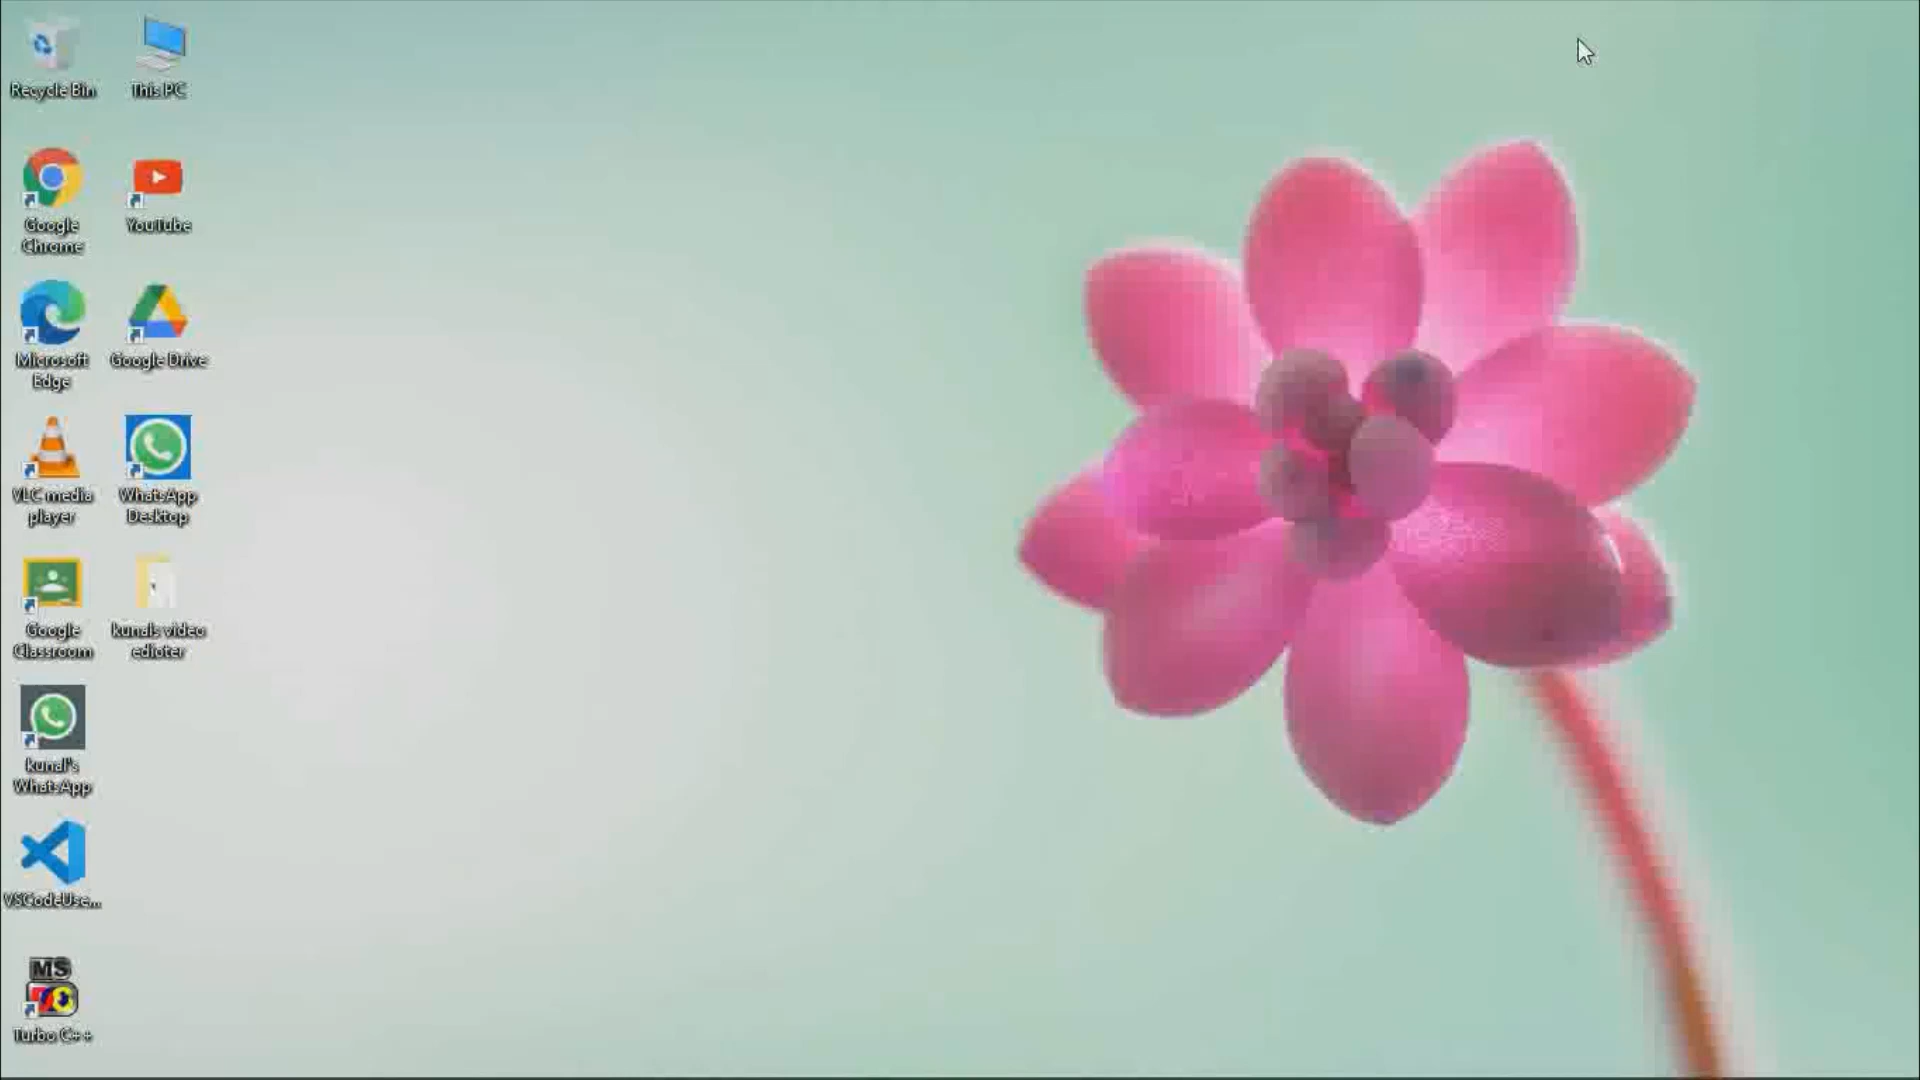 Recycle Bin
This PC
Google
Chrome
YouTube
Microsoft
Edge
Google Drive
VLC media
player
WhatsApp
Desktop
Google
Classroom
kunals video
edioter
kunal's
WhatsApp
VSCodeUse...
MS
Turbo C++